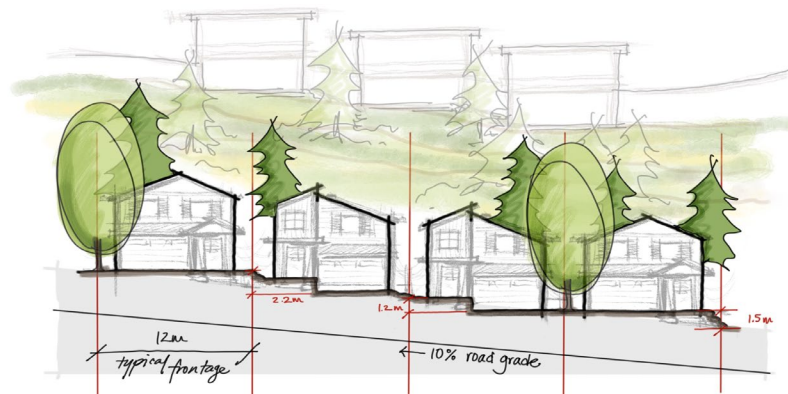 2.2m
1.2m
1.5m
12m
typical frontage
← 10% road grade